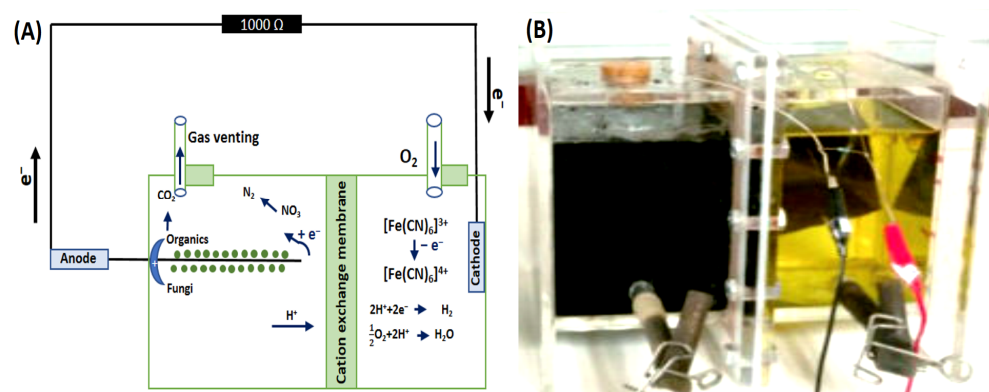 (A)
1000 Ω
(B)
e⁻
e⁻
Gas venting
O₂
CO₂
N₂
NO₃
+ e⁻
Organics
Fungi
Anode
H⁺
Cation exchange membrane
[Fe(CN)₆]³⁺
− e⁻
[Fe(CN)₆]⁴⁺
2H⁺+2e⁻ → H₂
½O₂+2H⁺ → H₂O
Cathode